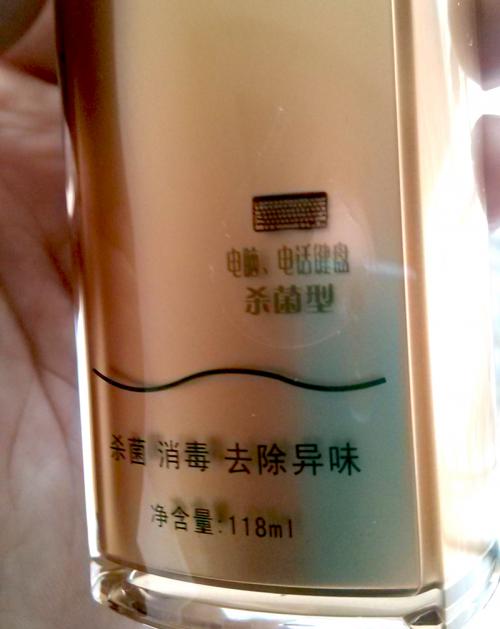 电脑、电话键盘
杀菌型
杀菌 消毒 去除异味
净含量:118ml